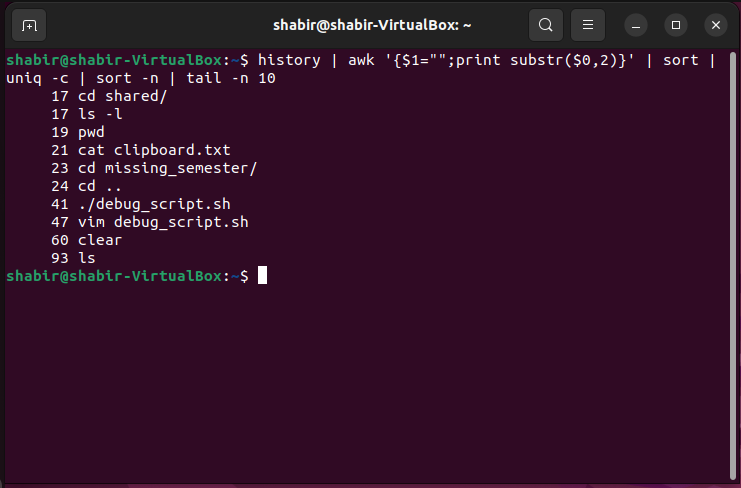 shabir@shabir-VirtualBox: ~
shabir@shabir-VirtualBox:~$ history | awk '{$1="";print substr($0,2)}' | sort |
uniq -c | sort -n | tail -n 10
     17 cd shared/
     17 ls -l
     19 pwd
     21 cat clipboard.txt
     23 cd missing_semester/
     24 cd ..
     41 ./debug_script.sh
     47 vim debug_script.sh
     60 clear
     93 ls
shabir@shabir-VirtualBox:~$